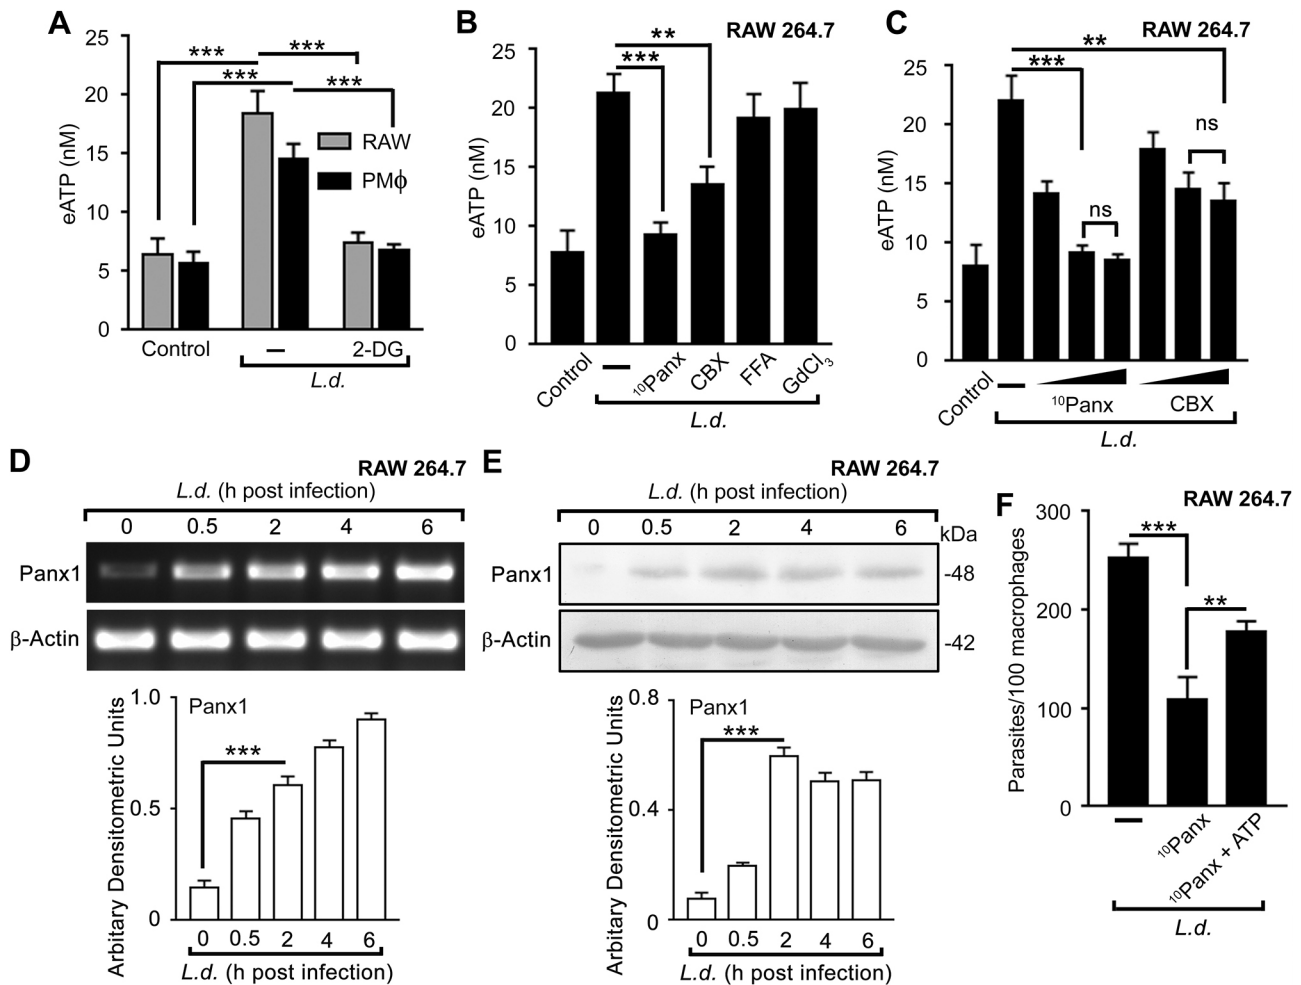 A
25
20
15
10
5
0
eATP (nM)
***
***
***
***
RAW
PMϕ
Control
–
2-DG
L.d.
B
RAW 264.7
25
20
15
10
5
0
eATP (nM)
**
***
Control
—
¹⁰Panx
CBX
FFA
GdCl₃
L.d.
C
RAW 264.7
25
20
15
10
5
0
eATP (nM)
**
***
ns
ns
Control
—
¹⁰Panx
CBX
L.d.
D
RAW 264.7
L.d. (h post infection)
0 0.5 2 4 6
Panx1
β-Actin
1.0
0.5
0
Arbitary Densitometric Units
Panx1
***
0 0.5 2 4 6
L.d. (h post infection)
E
RAW 264.7
L.d. (h post infection)
0 0.5 2 4 6
kDa
Panx1
-48
β-Actin
-42
0.8
0.4
0
Arbitary Densitometric Units
Panx1
***
0 0.5 2 4 6
L.d. (h post infection)
F
RAW 264.7
300
200
100
0
Parasites/100 macrophages
***
**
—
¹⁰Panx
¹⁰Panx + ATP
L.d.